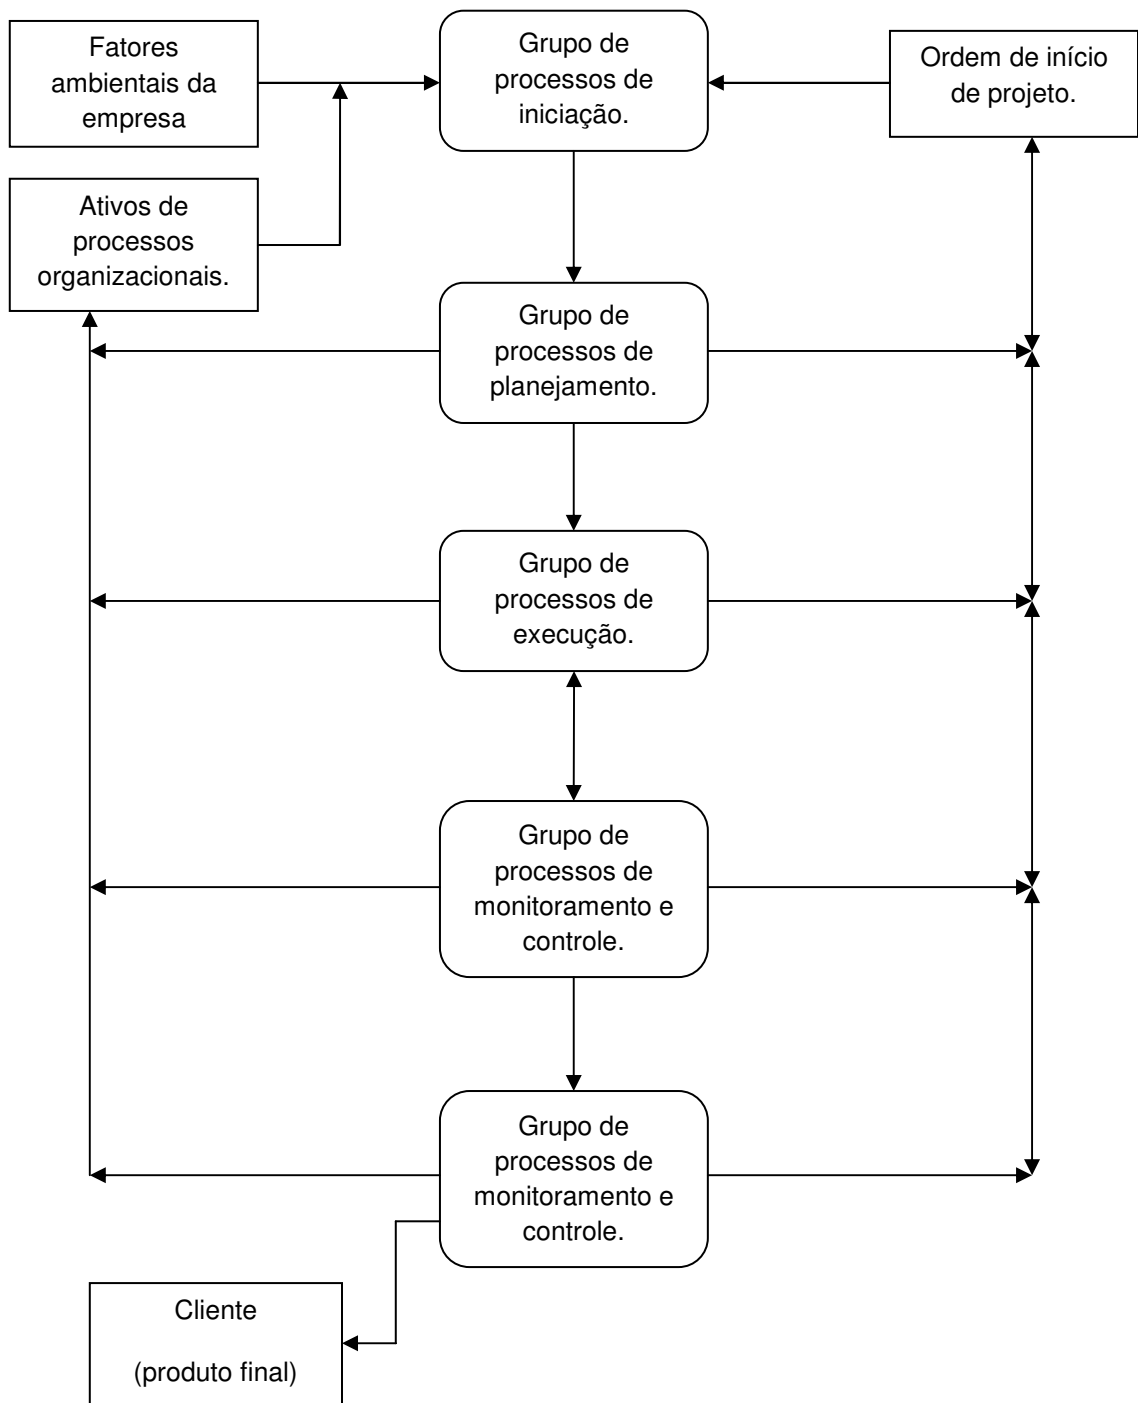 Fatores
ambientais da
empresa
Grupo de
processos de
iniciação.
Ordem de início
de projeto.
Ativos de
processos
organizacionais.
Grupo de
processos de
planejamento.
Grupo de
processos de
execução.
Grupo de
processos de
monitoramento e
controle.
Grupo de
processos de
monitoramento e
controle.
Cliente
(produto final)